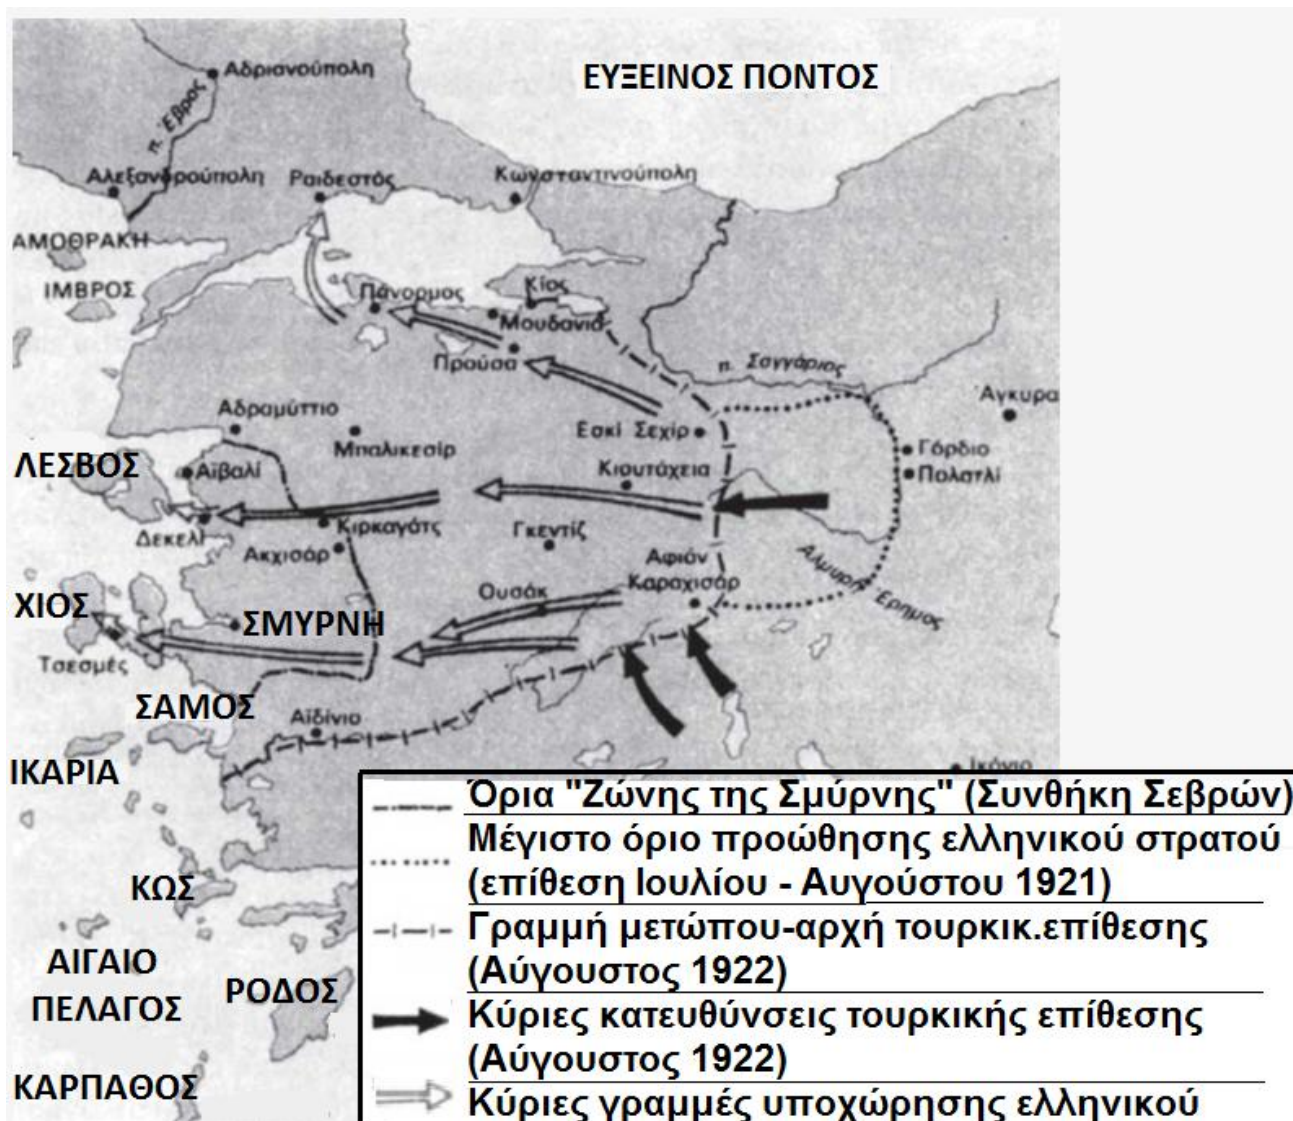 Αδριανούπολη
ΕΥΞΕΙΝΟΣ ΠΟΝΤΟΣ
π. Έβρος
Αλεξανδρούπολη
Ραιδεστός
Κωνσταντινούπολη
ΑΜΟΘΡΑΚΗ
ΙΜΒΡΟΣ
Πάνορμος
Κίος
Μουδανιά
Προύσα
π. Σαγγάριος
Αγκυρα
Αδραμύττιο
Μπαλικεσίρ
Εσκί Σεχίρ
Γόρδιο
Πολατλί
ΛΕΣΒΟΣ
Αϊβαλί
Κιουτάχεια
Δεκελί
Κιρκαγάτς
Ακχισάρ
Γκεντίζ
Αφιόν
Καραχισάρ
Αλμυρή Έρημος
Ουσάκ
ΧΙΟΣ
ΣΜΥΡΝΗ
Τσεσμές
ΣΑΜΟΣ
Αϊδίνιο
ΙΚΑΡΙΑ
Ικόνιο
ΚΩΣ
ΑΙΓΑΙΟ
ΠΕΛΑΓΟΣ
ΡΟΔΟΣ
ΚΑΡΠΑΘΟΣ
Όρια "Ζώνης της Σμύρνης" (Συνθήκη Σεβρών)
Μέγιστο όριο προώθησης ελληνικού στρατού
(επίθεση Ιουλίου - Αυγούστου 1921)
Γραμμή μετώπου-αρχή τουρκικ.επίθεσης
(Αύγουστος 1922)
Κύριες κατευθύνσεις τουρκικής επίθεσης
(Αύγουστος 1922)
Κύριες γραμμές υποχώρησης ελληνικού